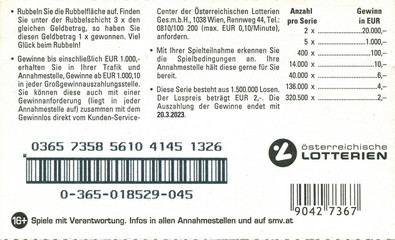 • Rubbeln Sie die Rubbelfläche auf. Finden
Sie unter der Rubbelschicht 3 x den
gleichen Geldbetrag, so haben Sie
diesen Geldbetrag 1 x gewonnen. Viel
Glück beim Rubbeln!
• Gewinne bis einschließlich EUR 1.000,-
erhalten Sie in Ihrer Trafik und
Annahmestelle, Gewinne ab EUR 1.000,10
in jeder Großgewinnauszahlungsstelle.
Sie können diese auch mit einer
Gewinnanforderung (liegt in jeder
Annahmestelle auf) zusammen mit dem
Gewinnlos direkt vom Kunden-Service-
Center der Österreichischen Lotterien
Ges.m.b.H., 1038 Wien, Rennweg 44, Tel.:
0810/100 200 (max. EUR 0,10/Minute),
anfordern.
• Mit Ihrer Spielteilnahme erkennen Sie
die Spielbedingungen an. Ihre
Annahmestelle hält diese gerne für Sie
bereit.
• Diese Serie besteht aus 1.500.000 Losen.
Der Lospreis beträgt EUR 2,-. Die
Auszahlung der Gewinne endet mit
20.3.2023.
Anzahl Gewinn
pro Serie in EUR
2 x 20.000,-
5 x 1.000,-
400 x 100,-
14.000 x 10,-
40.000 x 6,-
138.000 x 4,-
320.500 x 2,-
0365 7358 5610 4145 1326
0-365-018529-045
österreichische
LOTTERIEN
9042 7367
16+ Spiele mit Verantwortung. Infos in allen Annahmestellen und auf smv.at